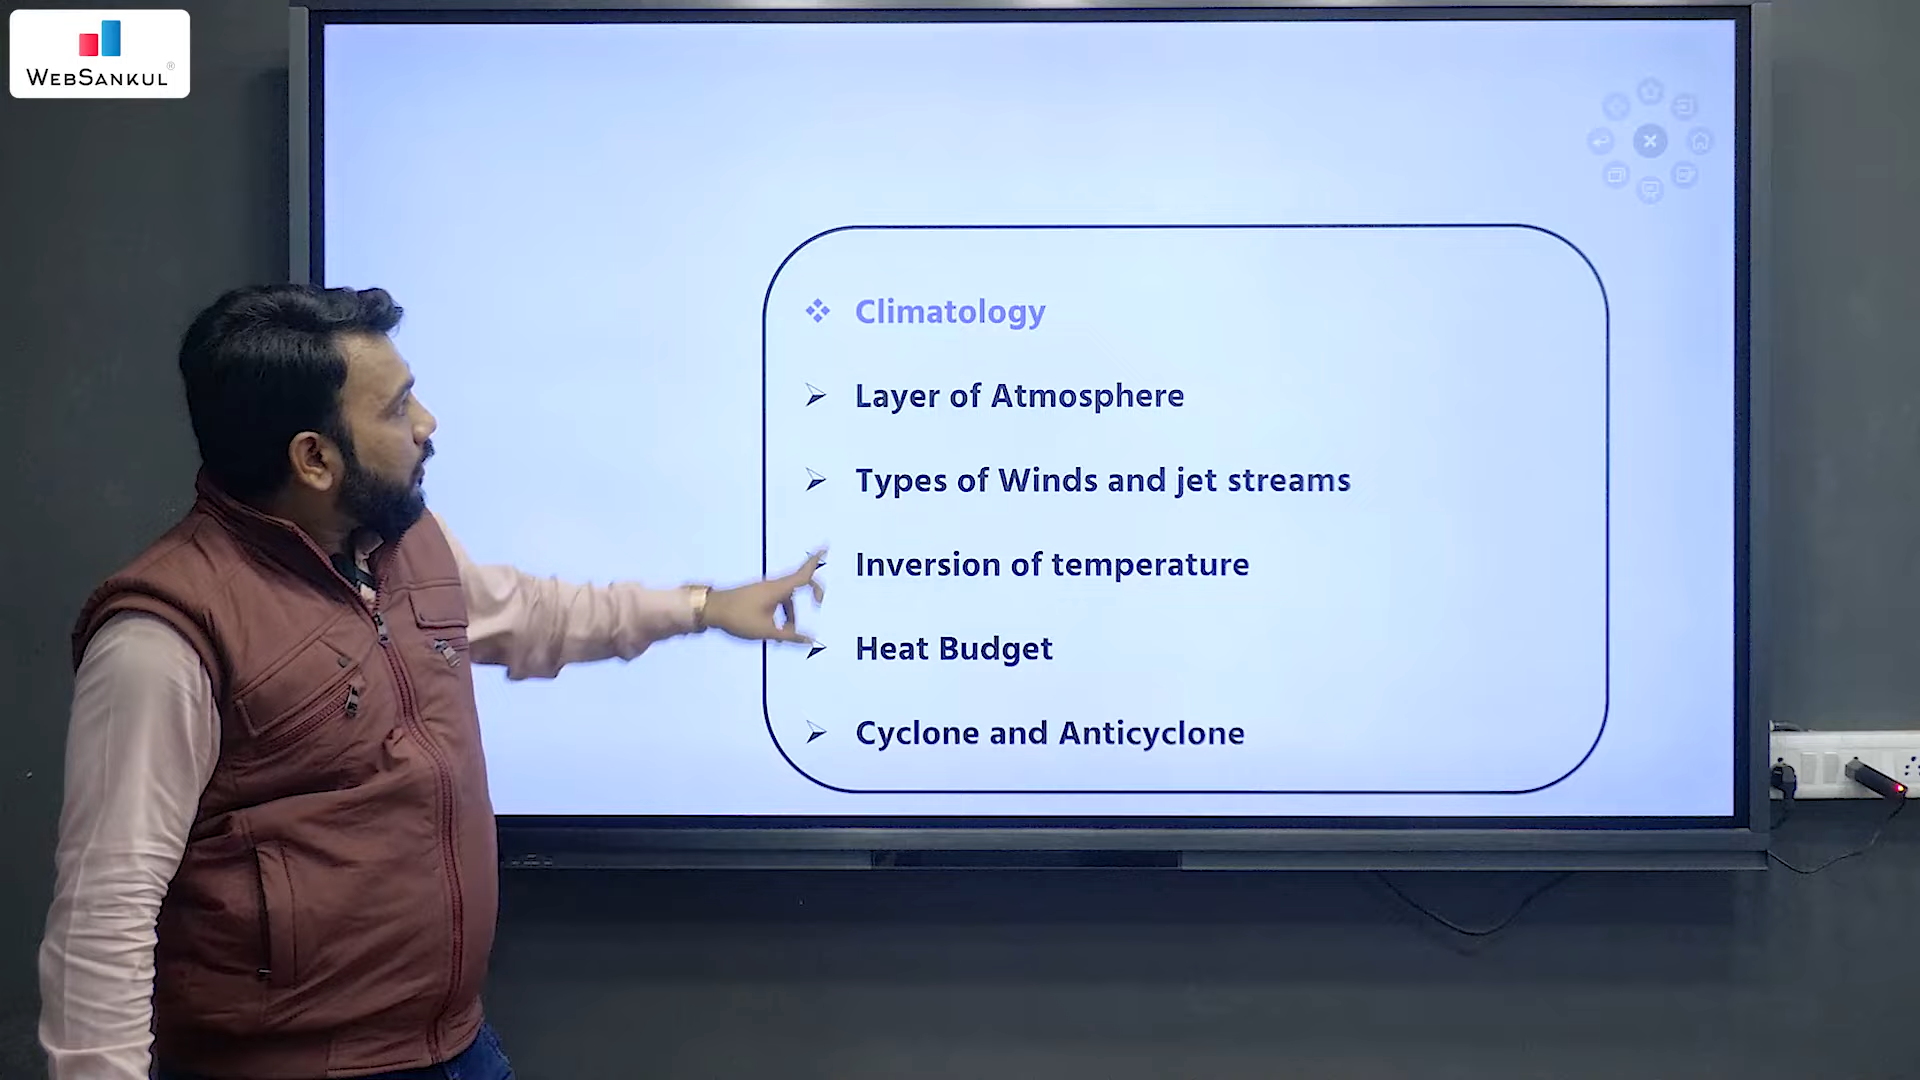 WEBSANKUL®
Climatology
Layer of Atmosphere
Types of Winds and jet streams
Inversion of temperature
Heat Budget
Cyclone and Anticyclone